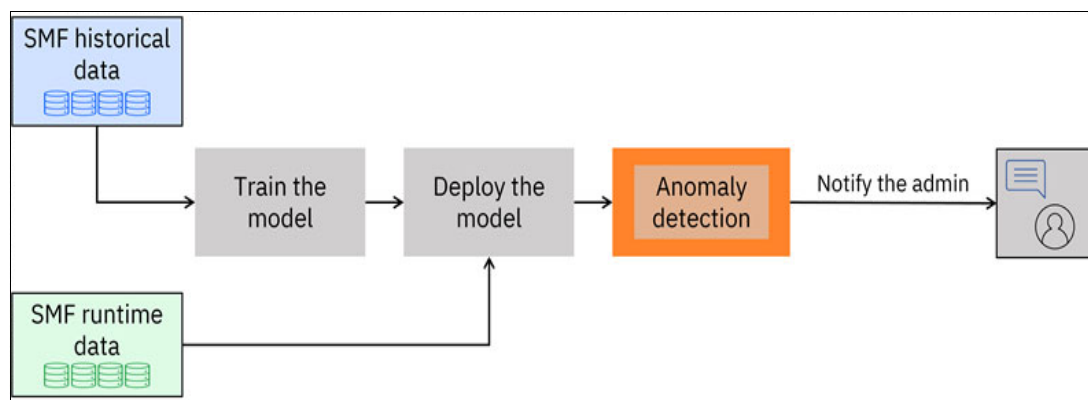 SMF historical
data
Train the
model
Deploy the
model
Anomaly
detection
Notify the admin
SMF runtime
data